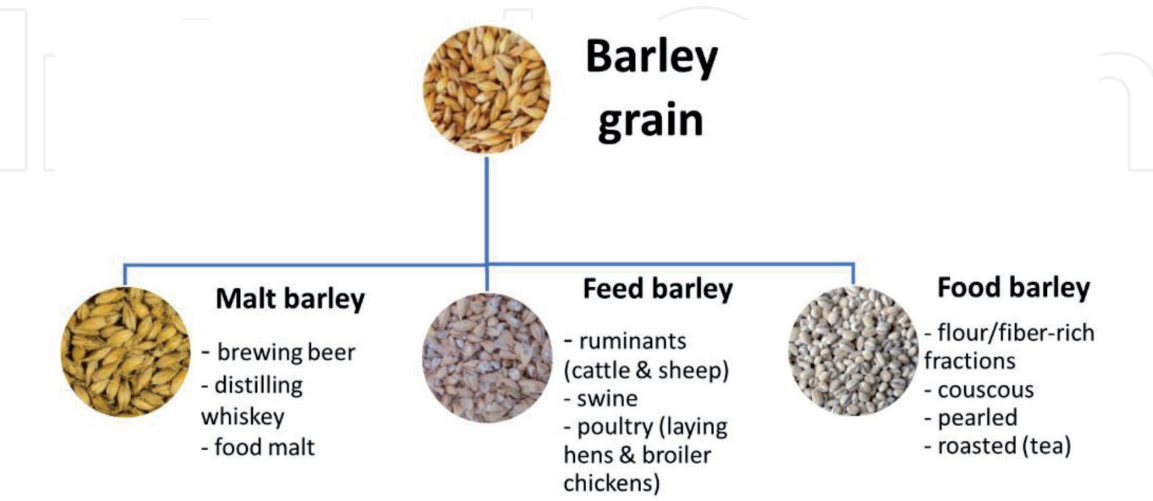 Barley
grain
Malt barley
- brewing beer
- distilling
whiskey
- food malt
Feed barley
- ruminants
(cattle & sheep)
- swine
- poultry (laying
hens & broiler
chickens)
Food barley
- flour/fiber-rich
fractions
- couscous
- pearled
- roasted (tea)